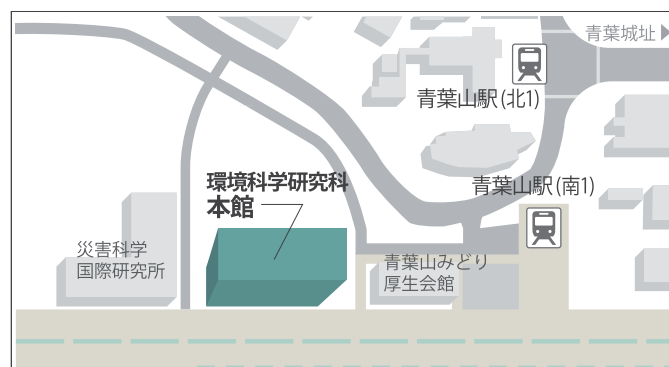 青葉城址
青葉山駅(北1)
環境科学研究科
本館
青葉山駅(南1)
災害科学
国際研究所
青葉山みどり
厚生会館